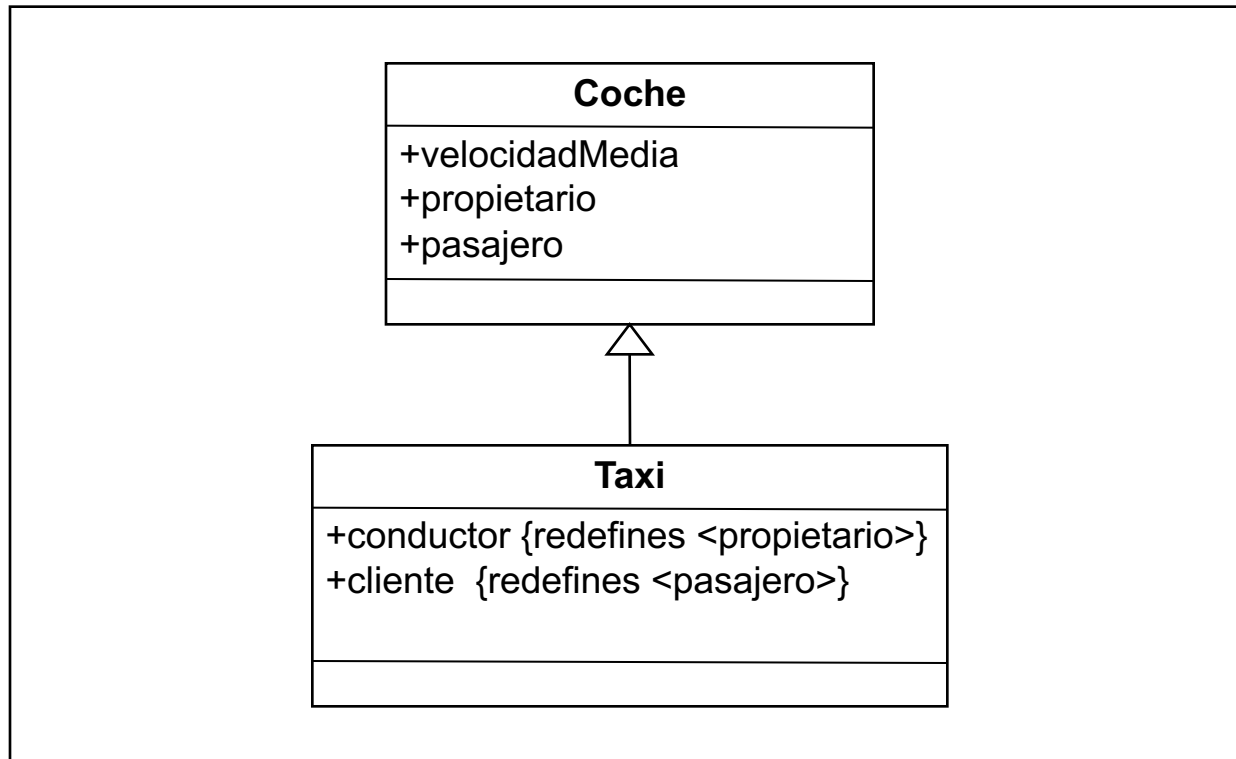 Coche
+velocidadMedia
+propietario
+pasajero
Taxi
+conductor {redefines <propietario>}
+cliente  {redefines <pasajero>}